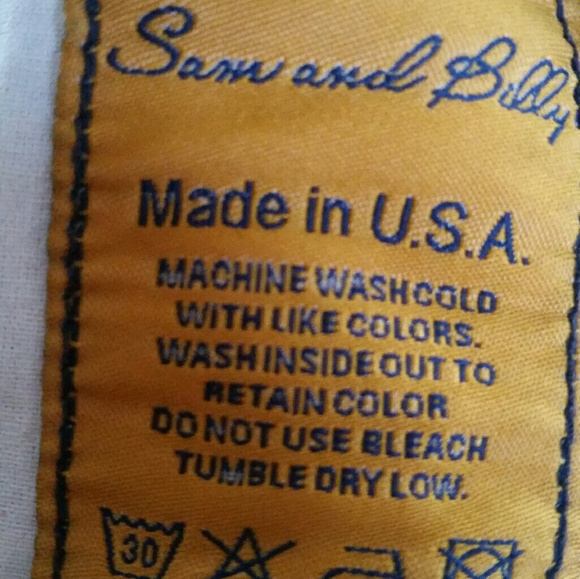 Sam and Billy
Made in U.S.A.
MACHINE WASH COLD
WITH LIKE COLORS.
WASH INSIDE OUT TO
RETAIN COLOR
DO NOT USE BLEACH
TUMBLE DRY LOW.
30